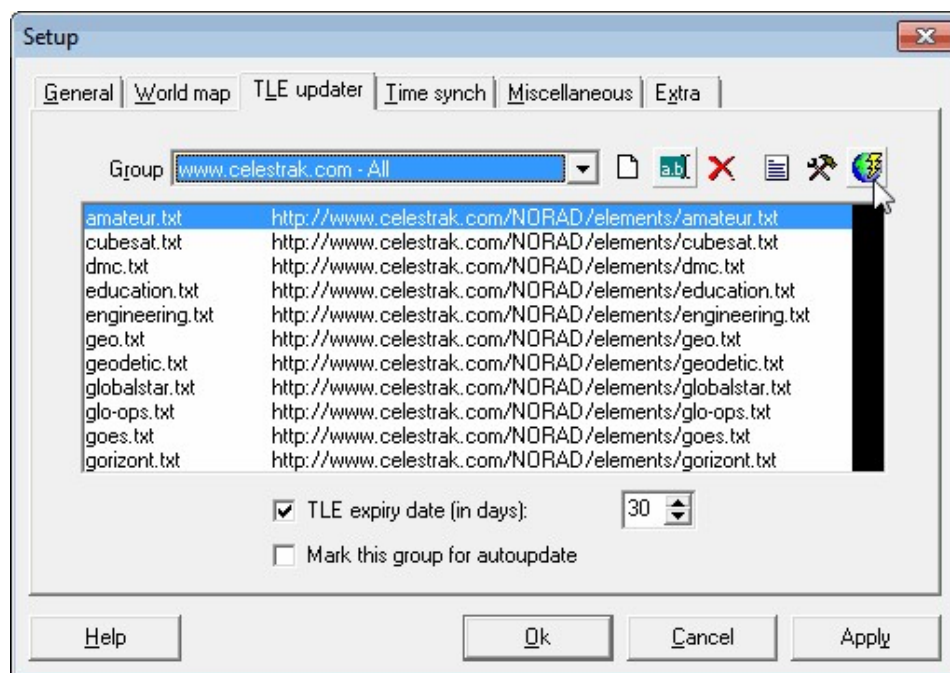 Setup
General World map TLE updater Time synch Miscellaneous Extra
Group www.celestrak.com - All a.b
amateur.txt http://www.celestrak.com/NORAD/elements/amateur.txt
cubesat.txt http://www.celestrak.com/NORAD/elements/cubesat.txt
dmc.txt http://www.celestrak.com/NORAD/elements/dmc.txt
education.txt http://www.celestrak.com/NORAD/elements/education.txt
engineering.txt http://www.celestrak.com/NORAD/elements/engineering.txt
geo.txt http://www.celestrak.com/NORAD/elements/geo.txt
geodetic.txt http://www.celestrak.com/NORAD/elements/geodetic.txt
globalstar.txt http://www.celestrak.com/NORAD/elements/globalstar.txt
glo-ops.txt http://www.celestrak.com/NORAD/elements/glo-ops.txt
goes.txt http://www.celestrak.com/NORAD/elements/goes.txt
gorizont.txt http://www.celestrak.com/NORAD/elements/gorizont.txt
TLE expiry date (in days): 30
Mark this group for autoupdate
Help Ok Cancel Apply